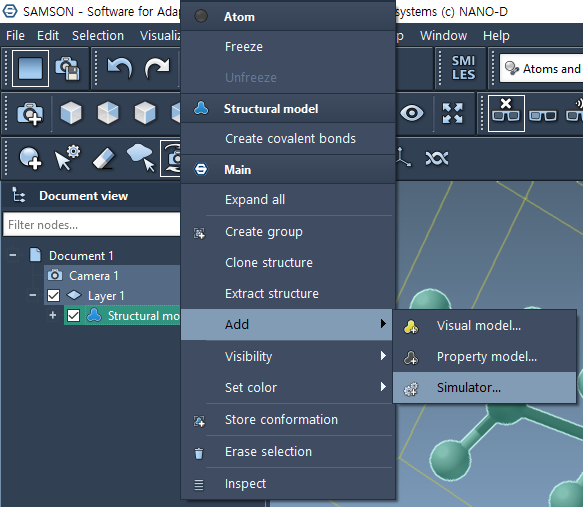 SAMSON - Software for Adap
systems (c) NANO-D
File Edit Selection Visualiz
Window Help
SMI
LES
Atoms and
Document view
Filter nodes...
Document 1
Camera 1
Layer 1
Structural mo
Atom
Freeze
Unfreeze
Structural model
Create covalent bonds
Main
Expand all
Create group
Clone structure
Extract structure
Add
Visibility
Set color
Store conformation
Erase selection
Inspect
Visual model...
Property model...
Simulator...